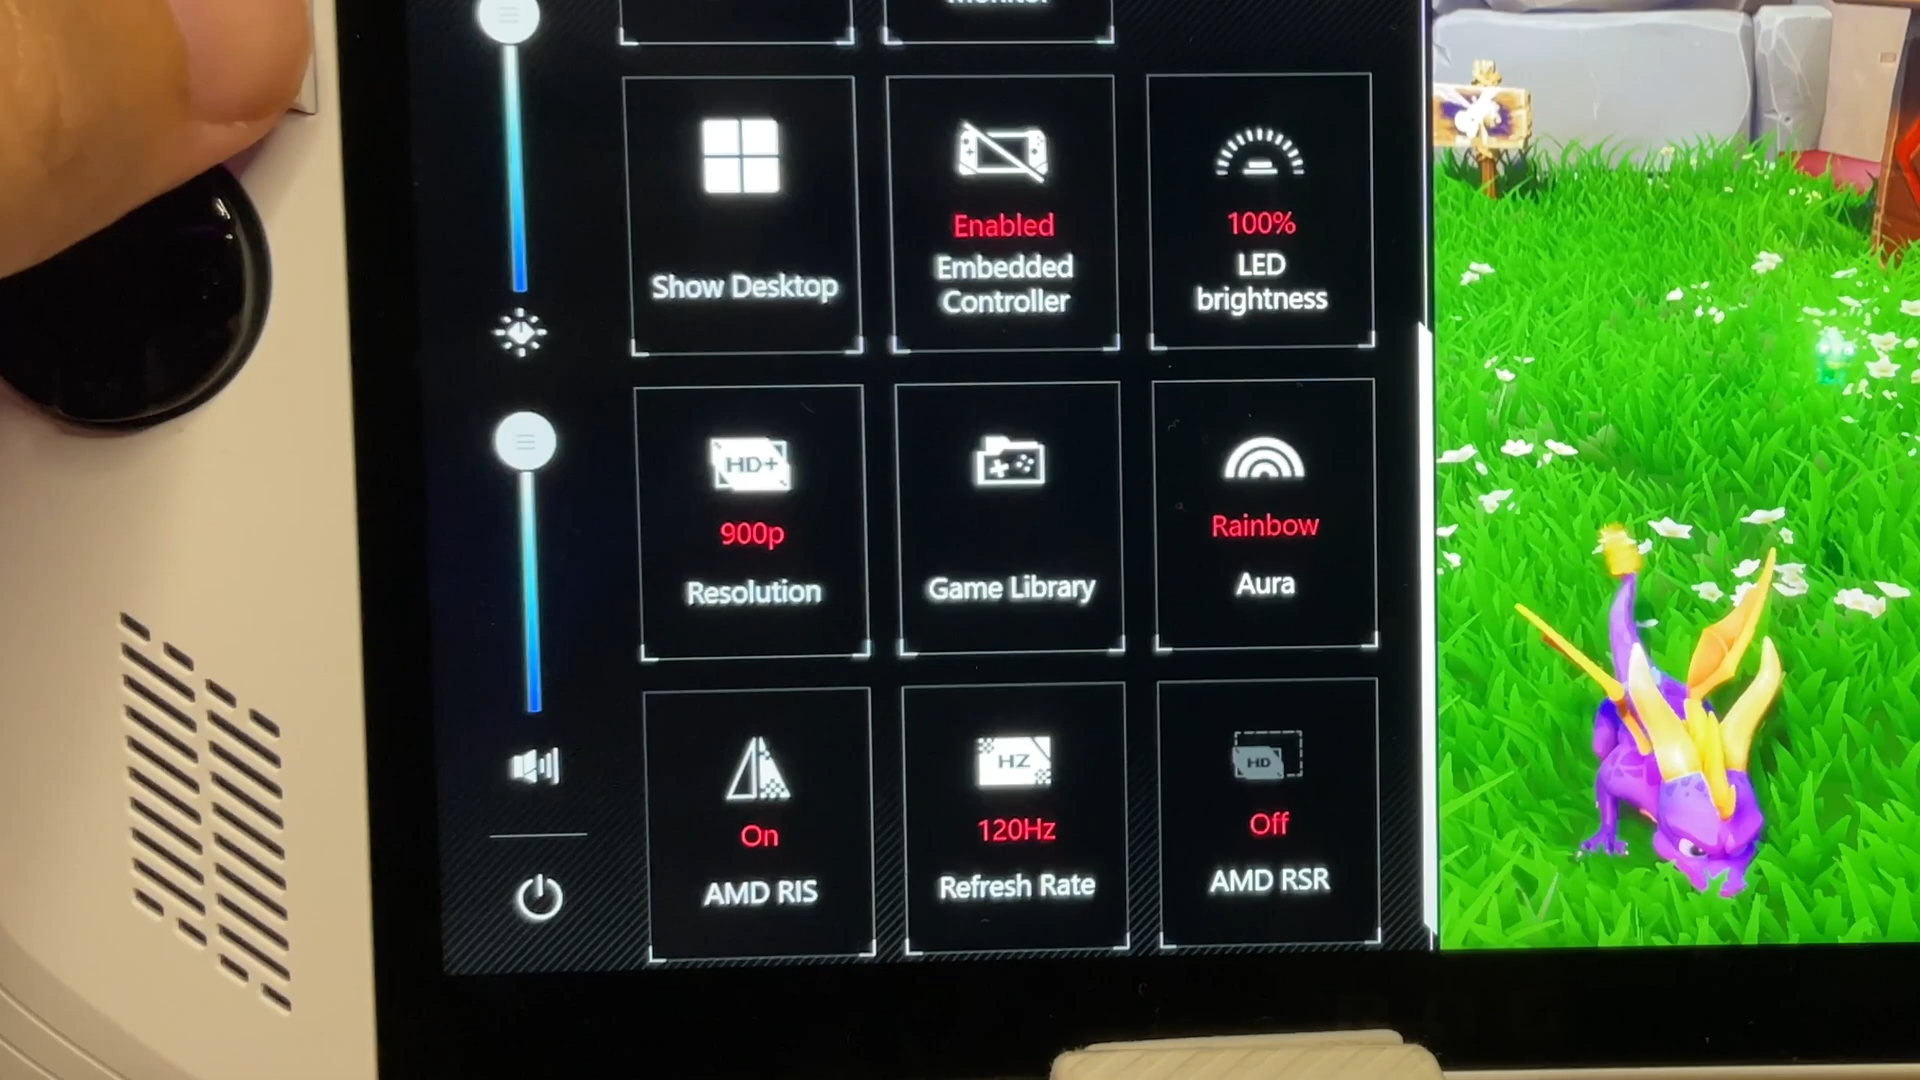 Monitor
Show Desktop
Enabled
Embedded
Controller
100%
LED
brightness
HD+
900p
Resolution
Game Library
Rainbow
Aura
On
AMD RIS
HZ
120Hz
Refresh Rate
HD
Off
AMD RSR